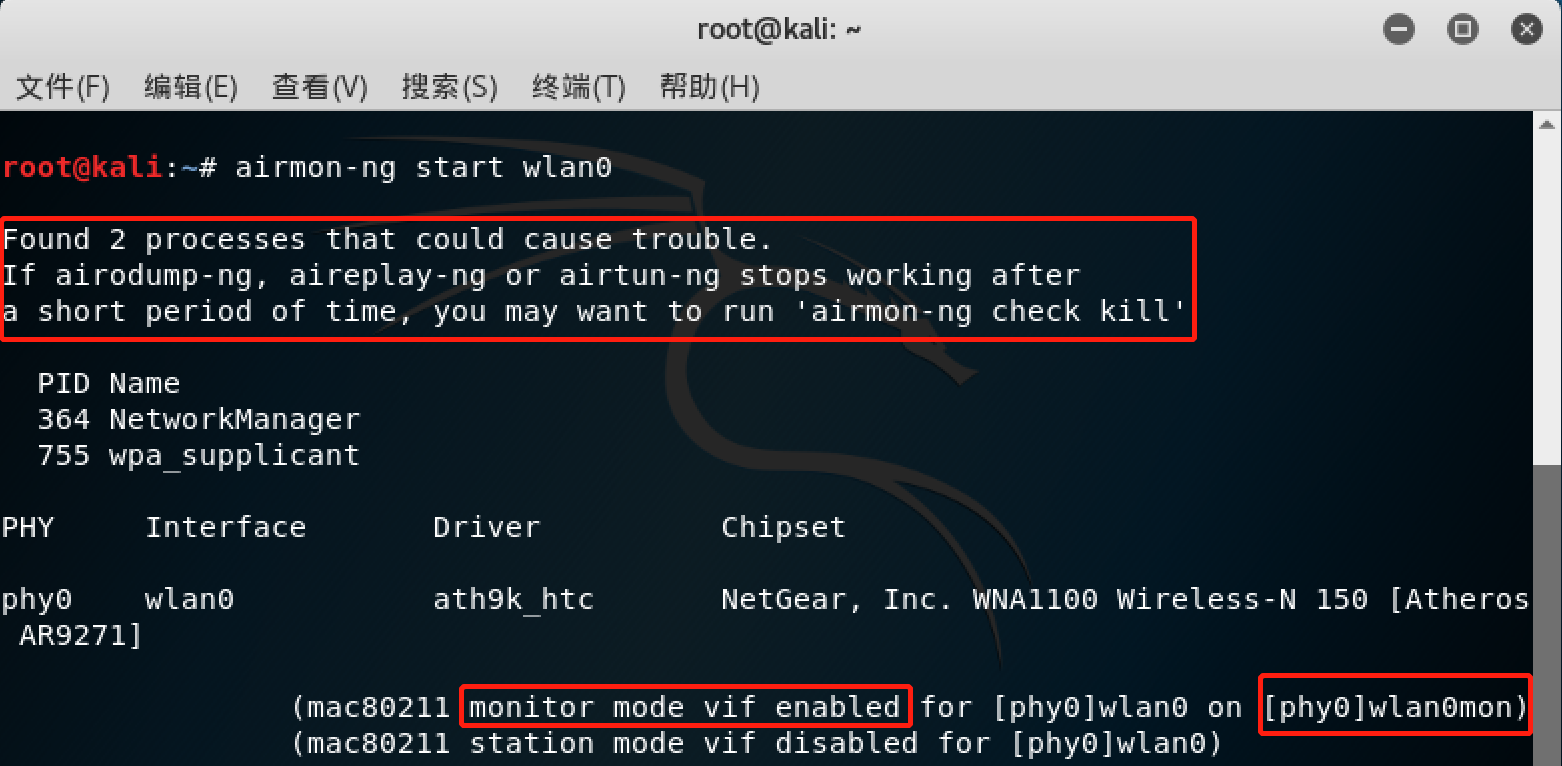 root@kali: ~
文件(F) 编辑(E) 查看(V) 搜索(S) 终端(T) 帮助(H)
root@kali:~# airmon-ng start wlan0
Found 2 processes that could cause trouble.
If airodump-ng, aireplay-ng or airtun-ng stops working after
a short period of time, you may want to run 'airmon-ng check kill'
PID Name
364 NetworkManager
755 wpa_supplicant
PHY Interface Driver Chipset
phy0 wlan0 ath9k_htc NetGear, Inc. WNA1100 Wireless-N 150 [Atheros
AR9271]
(mac80211 monitor mode vif enabled for [phy0]wlan0 on [phy0]wlan0mon)
(mac80211 station mode vif disabled for [phy0]wlan0)